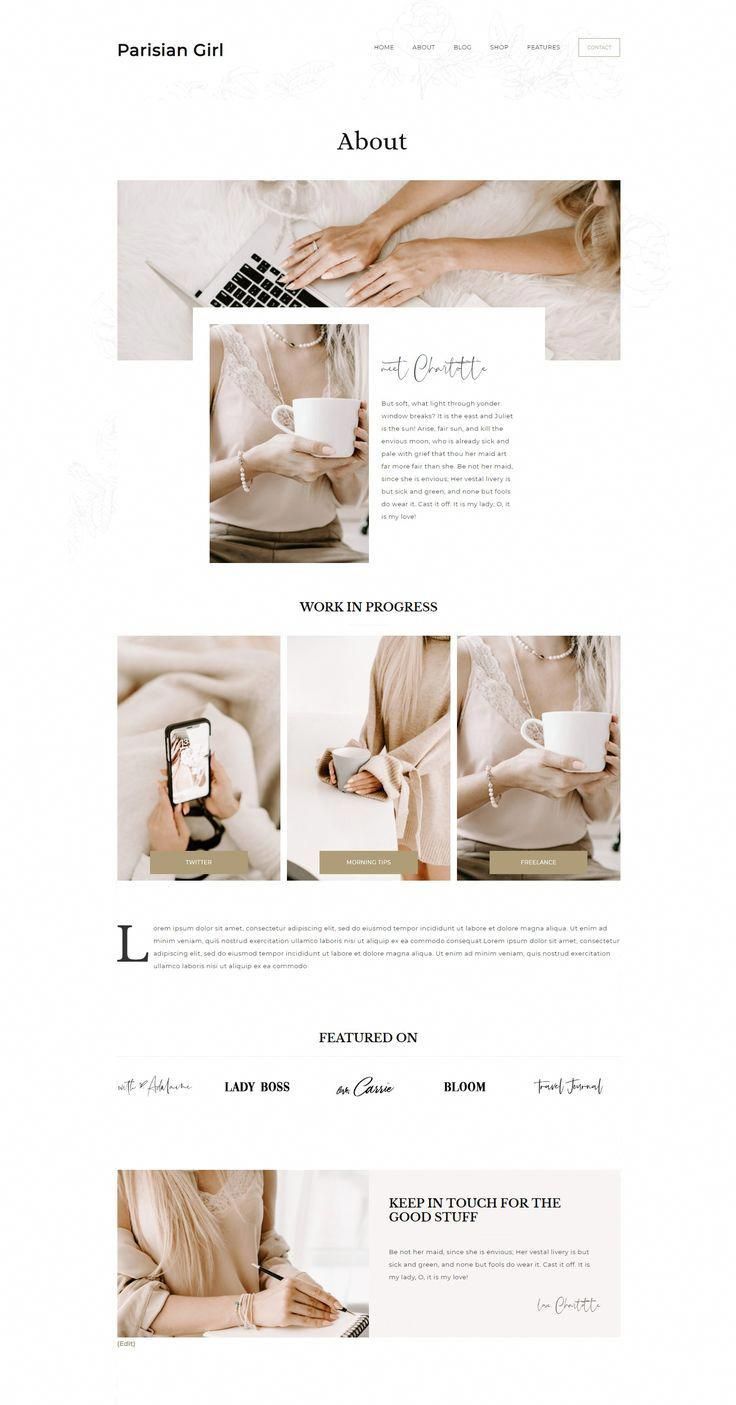 Parisian Girl
HOME ABOUT BLOG SHOP FEATURES CONTACT
About
meet Charlotte
But soft, what light through yonder
window breaks? It is the east and Juliet
is the sun! Arise, fair sun, and kill the
envious moon, who is already sick and
pale with grief that thou her maid art
far more fair than she. Be not her maid,
since she is envious; Her vestal livery is
but sick and green, and none but fools
do wear it. Cast it off. It is my lady, O, it
is my love!
WORK IN PROGRESS
TWITTER
MORNING TIPS
FREELANCE
Lorem ipsum dolor sit amet, consectetur adipiscing elit, sed do eiusmod tempor incididunt ut labore et dolore magna aliqua. Ut enim ad
minim veniam, quis nostrud exercitation ullamco laboris nisi ut aliquip ex ea commodo consequat.Lorem ipsum dolor sit amet, consectetur
adipiscing elit, sed do eiusmod tempor incididunt ut labore et dolore magna aliqua. Ut enim ad minim veniam, quis nostrud exercitation
ullamco laboris nisi ut aliquip ex ea commodo
FEATURED ON
with Adalaine
LADY BOSS
love, Carrie
BLOOM
Travel Journal
KEEP IN TOUCH FOR THE
GOOD STUFF
Be not her maid, since she is envious; Her vestal livery is but
sick and green, and none but fools do wear it. Cast it off. It is
my lady, O, it is my love!
love Charlotte
(Edit)